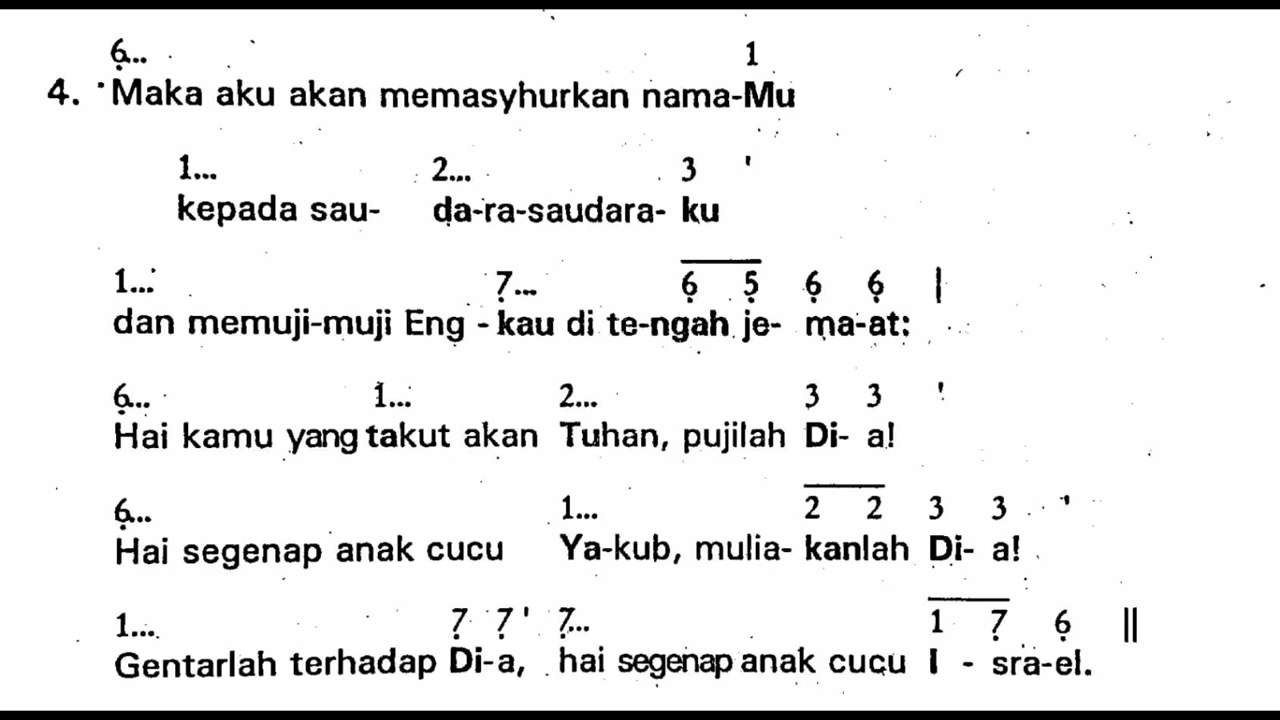 6̣... 1
4. Maka aku akan memasyhurkan nama-Mu
1... 2... 3 '
kepada sau- da-ra-saudara- ku
1... 7̣... 6̣ 5̣ 6̣ 6̣ |
dan memuji-muji Eng - kau di te-ngah je- ma-at:
6̣... 1... 2... 3 3 '
Hai kamu yang takut akan Tuhan, pujilah Di- a!
6̣... 1... 2 2 3 3 '
Hai segenap anak cucu Ya-kub, mulia- kanlah Di- a!
1... 7̣ 7̣ ' 7̣... 1 7̣ 6̣ ||
Gentarlah terhadap Di-a, hai segenap anak cucu I - sra-el.